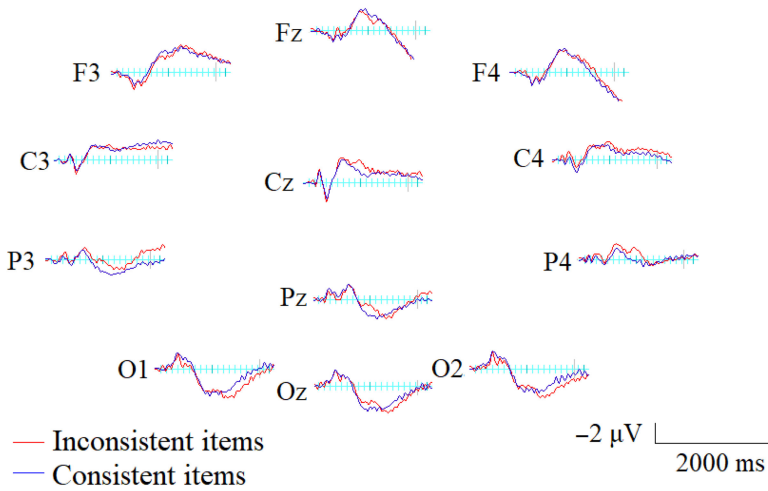 Fz
F3
F4
C3
Cz
C4
P3
Pz
P4
O1
Oz
O2
Inconsistent items
Consistent items
−2 μV
2000 ms